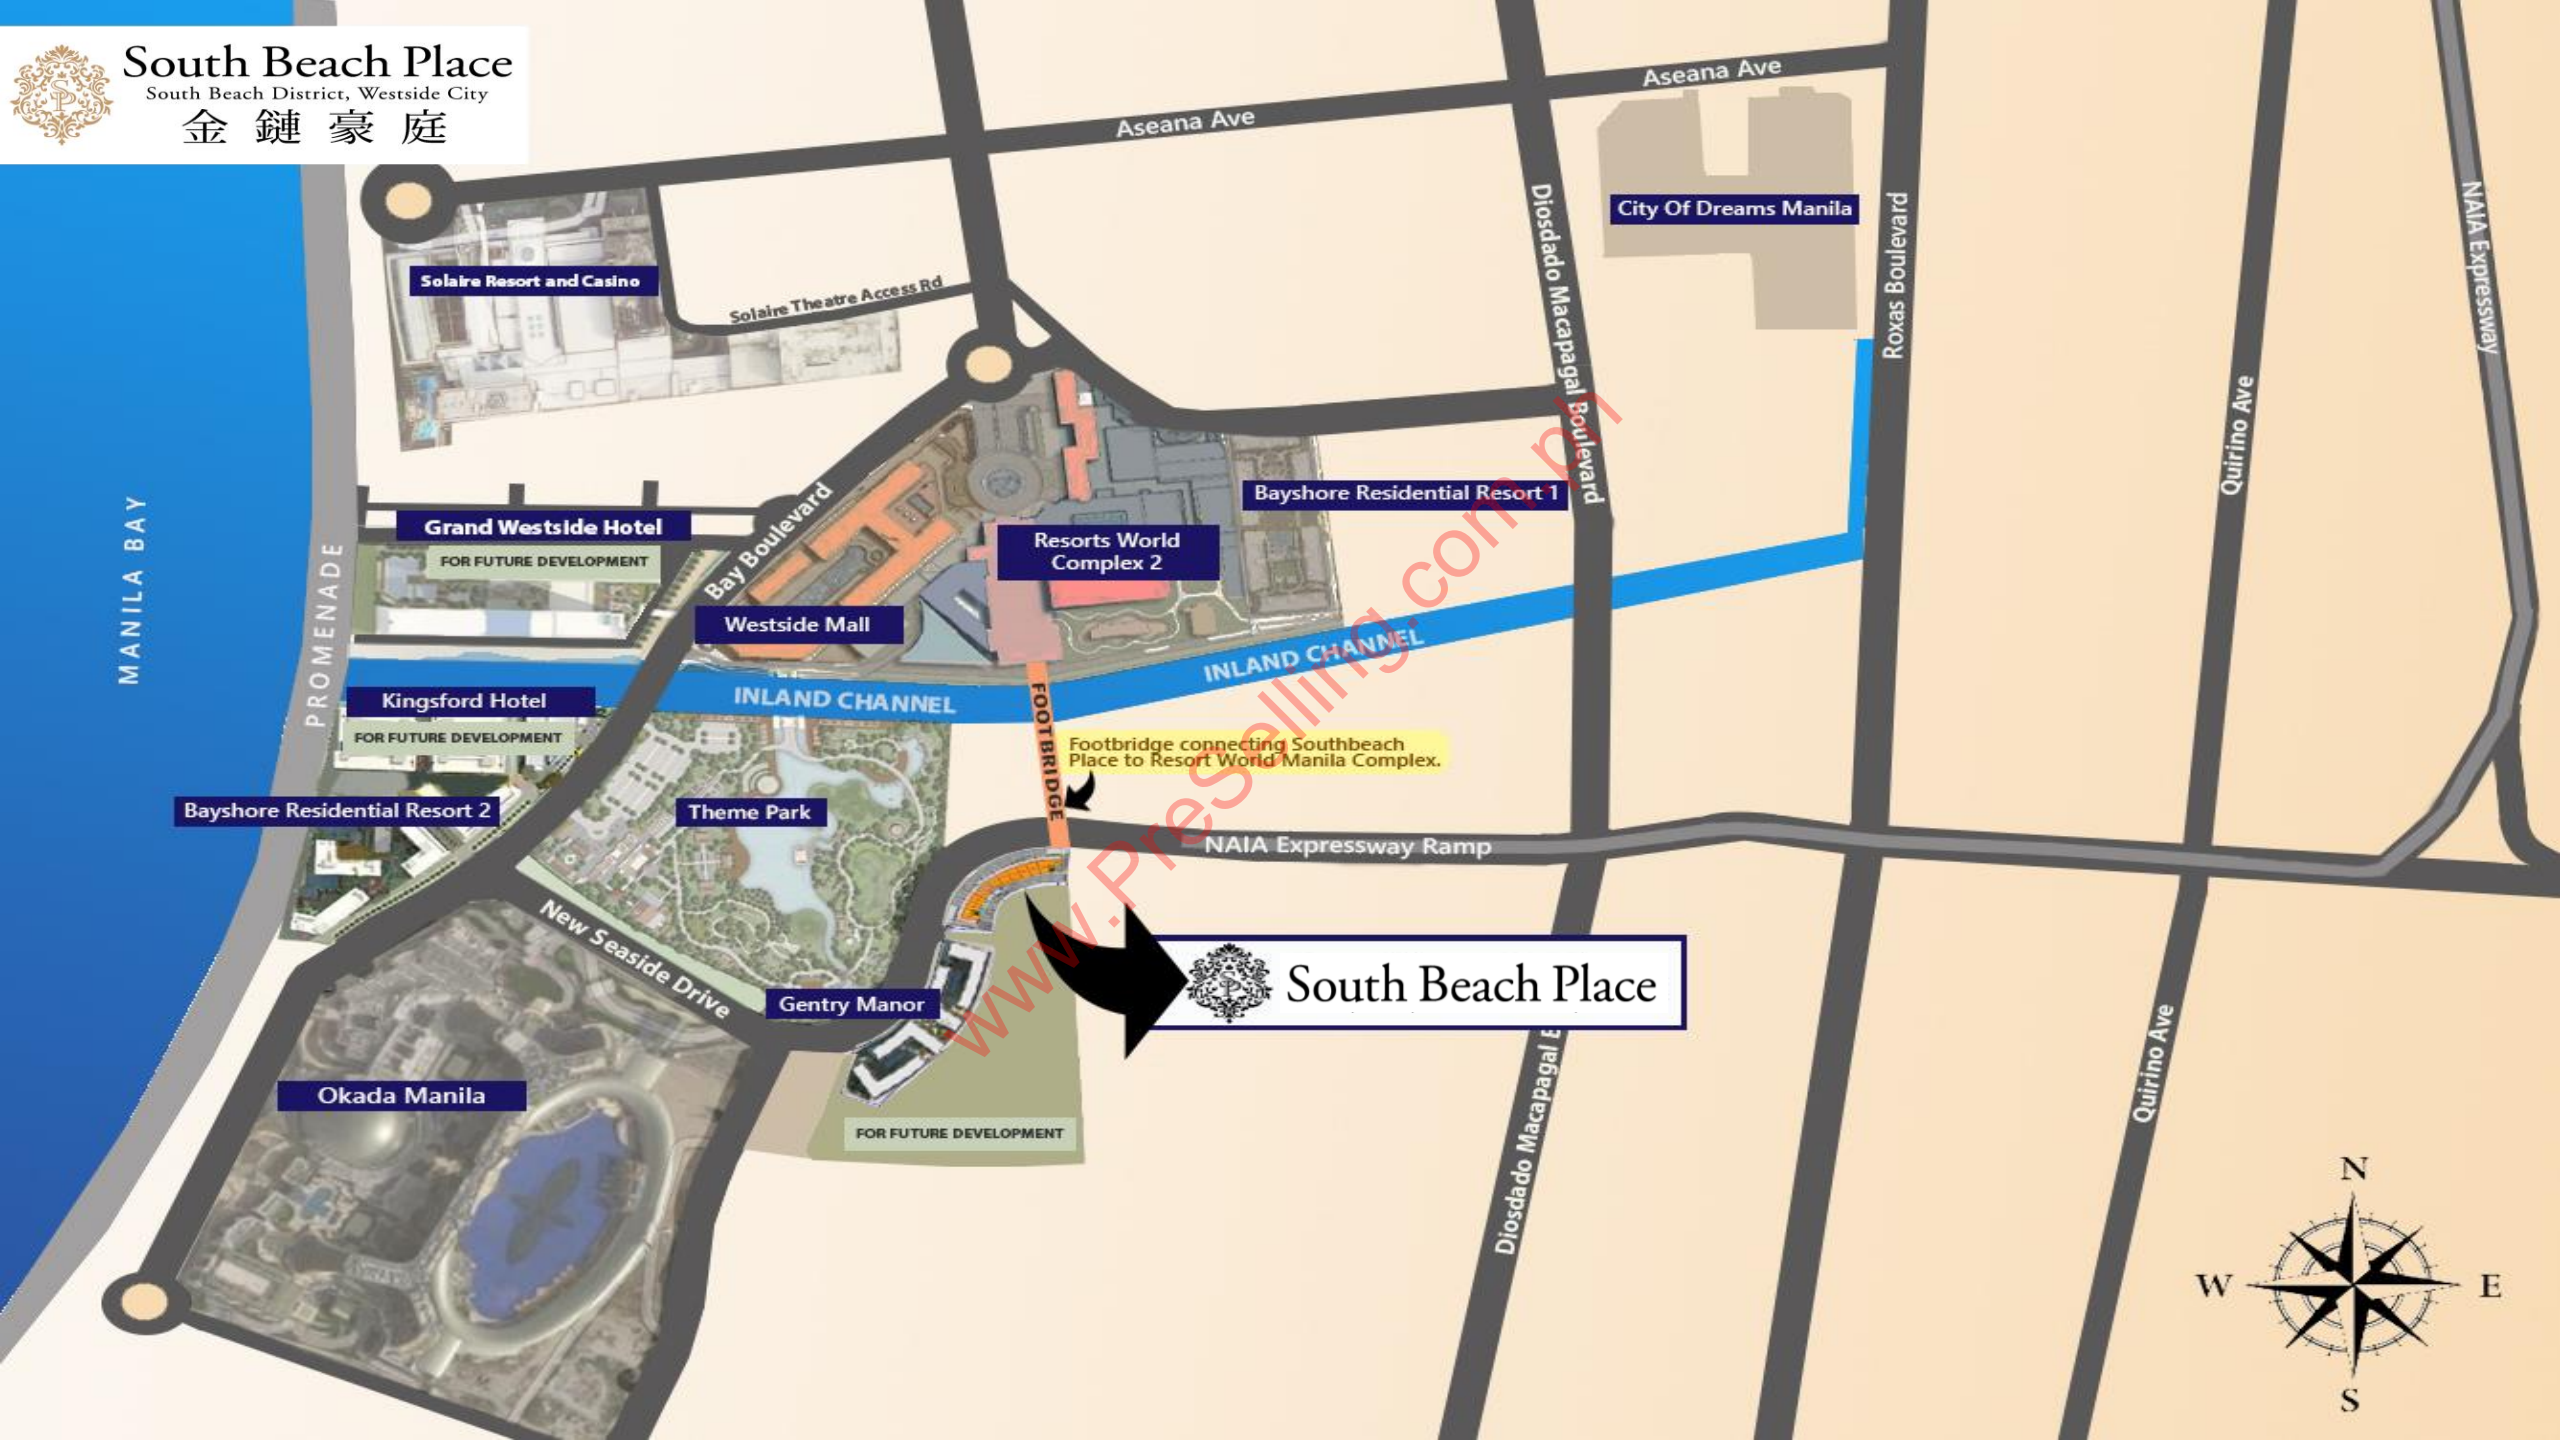 South Beach Place
South Beach District, Westside City
金鏈豪庭
Aseana Ave
Aseana Ave
City Of Dreams Manila
Diosdado Macapagal Boulevard
Roxas Boulevard
NAIA Expressway
Solaire Resort and Casino
Solaire Theatre Access Rd
Quirino Ave
Bayshore Residential Resort 1
Grand Westside Hotel
FOR FUTURE DEVELOPMENT
Bay Boulevard
Resorts World
Complex 2
Westside Mall
MANILA BAY
PROMENADE
INLAND CHANNEL
INLAND CHANNEL
Kingsford Hotel
FOR FUTURE DEVELOPMENT
FOOTBRIDGE
Footbridge connecting Southbeach
Place to Resort World Manila Complex.
Bayshore Residential Resort 2
Theme Park
NAIA Expressway Ramp
New Seaside Drive
Gentry Manor
SP South Beach Place
Okada Manila
FOR FUTURE DEVELOPMENT
Diosdado Macapagal B
Quirino Ave
N
W
E
S
www.PreSelling.com.ph